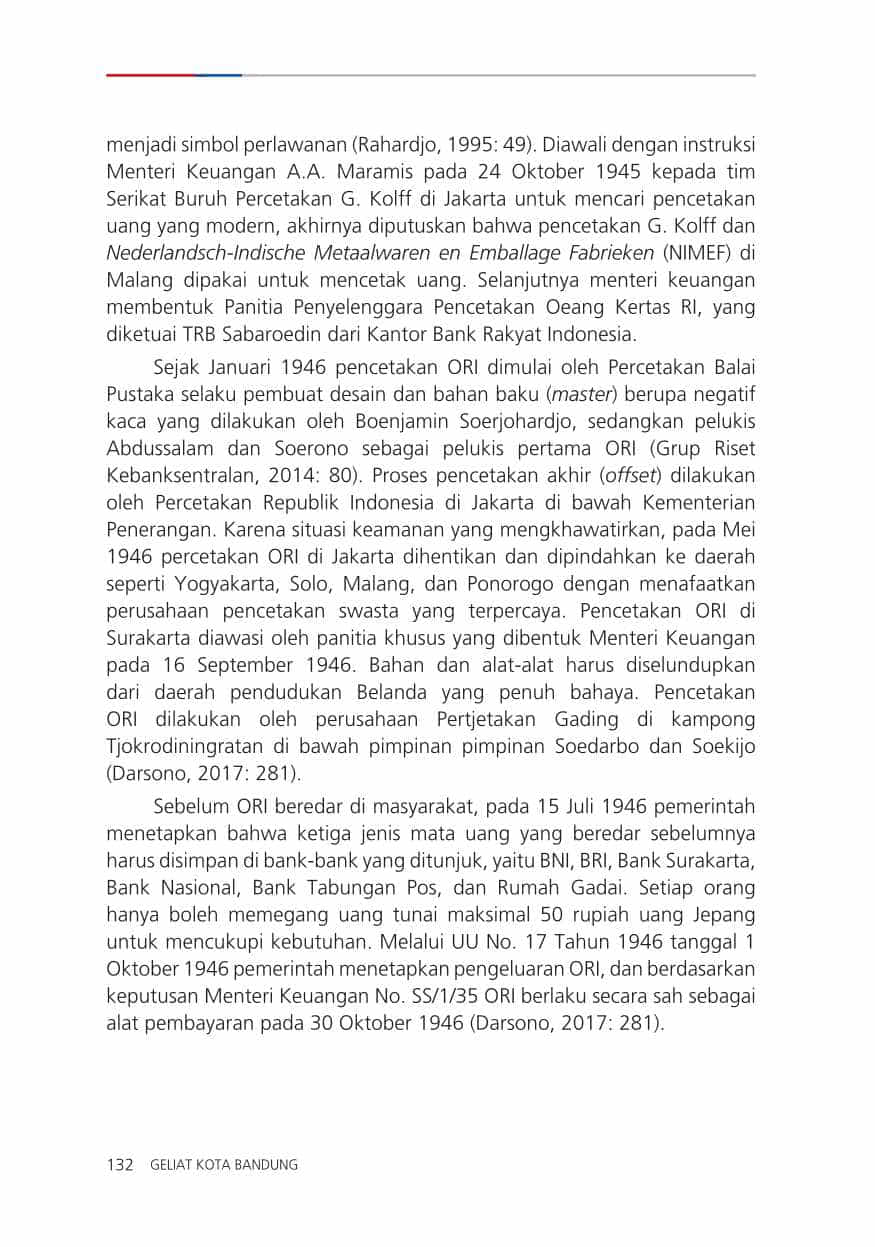 menjadi simbol perlawanan (Rahardjo, 1995: 49). Diawali dengan instruksi
Menteri Keuangan A.A. Maramis pada 24 Oktober 1945 kepada tim
Serikat Buruh Percetakan G. Kolff di Jakarta untuk mencari pencetakan
uang yang modern, akhirnya diputuskan bahwa pencetakan G. Kolff dan
Nederlandsch-Indische Metaalwaren en Emballage Fabrieken (NIMEF) di
Malang dipakai untuk mencetak uang. Selanjutnya menteri keuangan
membentuk Panitia Penyelenggara Pencetakan Oeang Kertas RI, yang
diketuai TRB Sabaroedin dari Kantor Bank Rakyat Indonesia.
Sejak Januari 1946 pencetakan ORI dimulai oleh Percetakan Balai
Pustaka selaku pembuat desain dan bahan baku (master) berupa negatif
kaca yang dilakukan oleh Boenjamin Soerjohardjo, sedangkan pelukis
Abdussalam dan Soerono sebagai pelukis pertama ORI (Grup Riset
Kebanksentralan, 2014: 80). Proses pencetakan akhir (offset) dilakukan
oleh Percetakan Republik Indonesia di Jakarta di bawah Kementerian
Penerangan. Karena situasi keamanan yang mengkhawatirkan, pada Mei
1946 percetakan ORI di Jakarta dihentikan dan dipindahkan ke daerah
seperti Yogyakarta, Solo, Malang, dan Ponorogo dengan menafaatkan
perusahaan pencetakan swasta yang terpercaya. Pencetakan ORI di
Surakarta diawasi oleh panitia khusus yang dibentuk Menteri Keuangan
pada 16 September 1946. Bahan dan alat-alat harus diselundupkan
dari daerah pendudukan Belanda yang penuh bahaya. Pencetakan
ORI dilakukan oleh perusahaan Pertjetakan Gading di kampong
Tjokrodiningratan di bawah pimpinan pimpinan Soedarbo dan Soekijo
(Darsono, 2017: 281).
Sebelum ORI beredar di masyarakat, pada 15 Juli 1946 pemerintah
menetapkan bahwa ketiga jenis mata uang yang beredar sebelumnya
harus disimpan di bank-bank yang ditunjuk, yaitu BNI, BRI, Bank Surakarta,
Bank Nasional, Bank Tabungan Pos, dan Rumah Gadai. Setiap orang
hanya boleh memegang uang tunai maksimal 50 rupiah uang Jepang
untuk mencukupi kebutuhan. Melalui UU No. 17 Tahun 1946 tanggal 1
Oktober 1946 pemerintah menetapkan pengeluaran ORI, dan berdasarkan
keputusan Menteri Keuangan No. SS/1/35 ORI berlaku secara sah sebagai
alat pembayaran pada 30 Oktober 1946 (Darsono, 2017: 281).
132 GELIAT KOTA BANDUNG